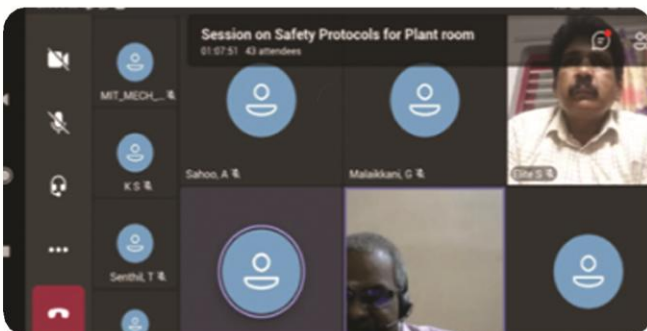 Session on Safety Protocols for Plant room
01:07:51 43 attendees
MIT_MECH_...
Sahoo, A
Malaikkani, G
Elite S
K S
Senthil, T